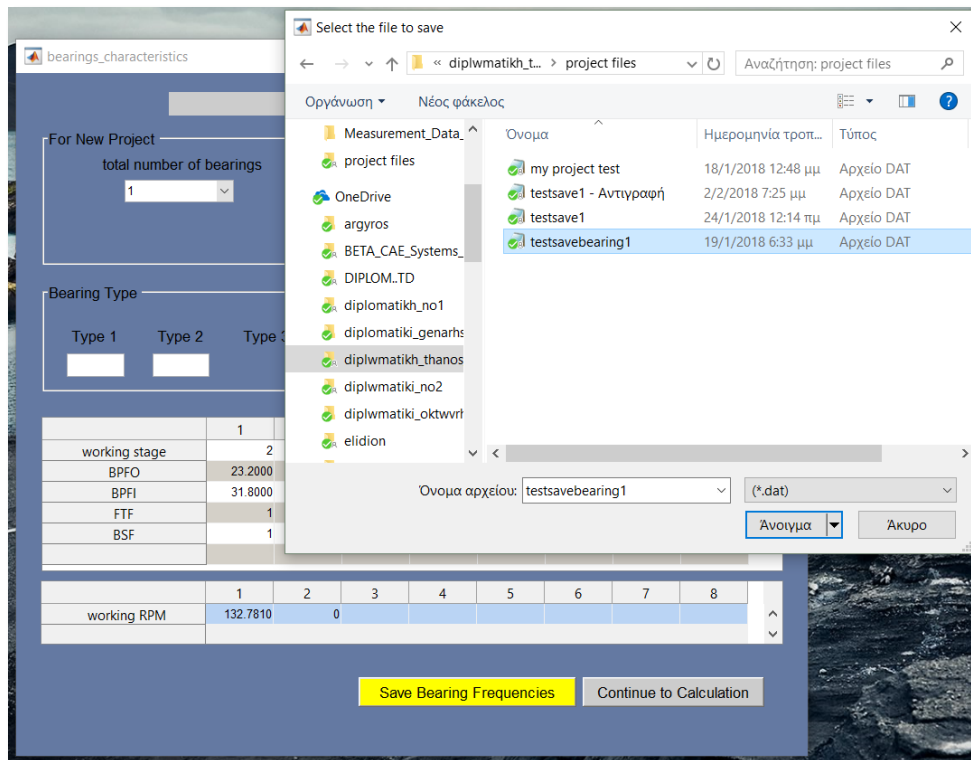 Select the file to save
bearings_characteristics
« diplwmatikh_t... > project files
Αναζήτηση: project files
Οργάνωση
Νέος φάκελος
For New Project
total number of bearings
1
Bearing Type
Type 1 Type 2 Type
Measurement_Data_
project files
OneDrive
argyros
BETA_CAE_Systems_
DIPLOM..TD
diplomatikh_no1
diplomatiki_genarhs
diplwmatikh_thanos
diplwmatiki_no2
diplwmatiki_oktwvrh
elidion
Όνομα Ημερομηνία τροπ... Τύπος
my project test 18/1/2018 12:48 μμ Αρχείο DAT
testsave1 - Αντιγραφή 2/2/2018 7:25 μμ Αρχείο DAT
testsave1 24/1/2018 12:14 πμ Αρχείο DAT
testsavebearing1 19/1/2018 6:33 μμ Αρχείο DAT
Όνομα αρχείου: testsavebearing1 (*.dat)
Άνοιγμα Άκυρο
1
working stage 2
BPFO 23.2000
BPFI 31.8000
FTF 1
BSF 1
1 2 3 4 5 6 7 8
working RPM 132.7810 0
Save Bearing Frequencies Continue to Calculation